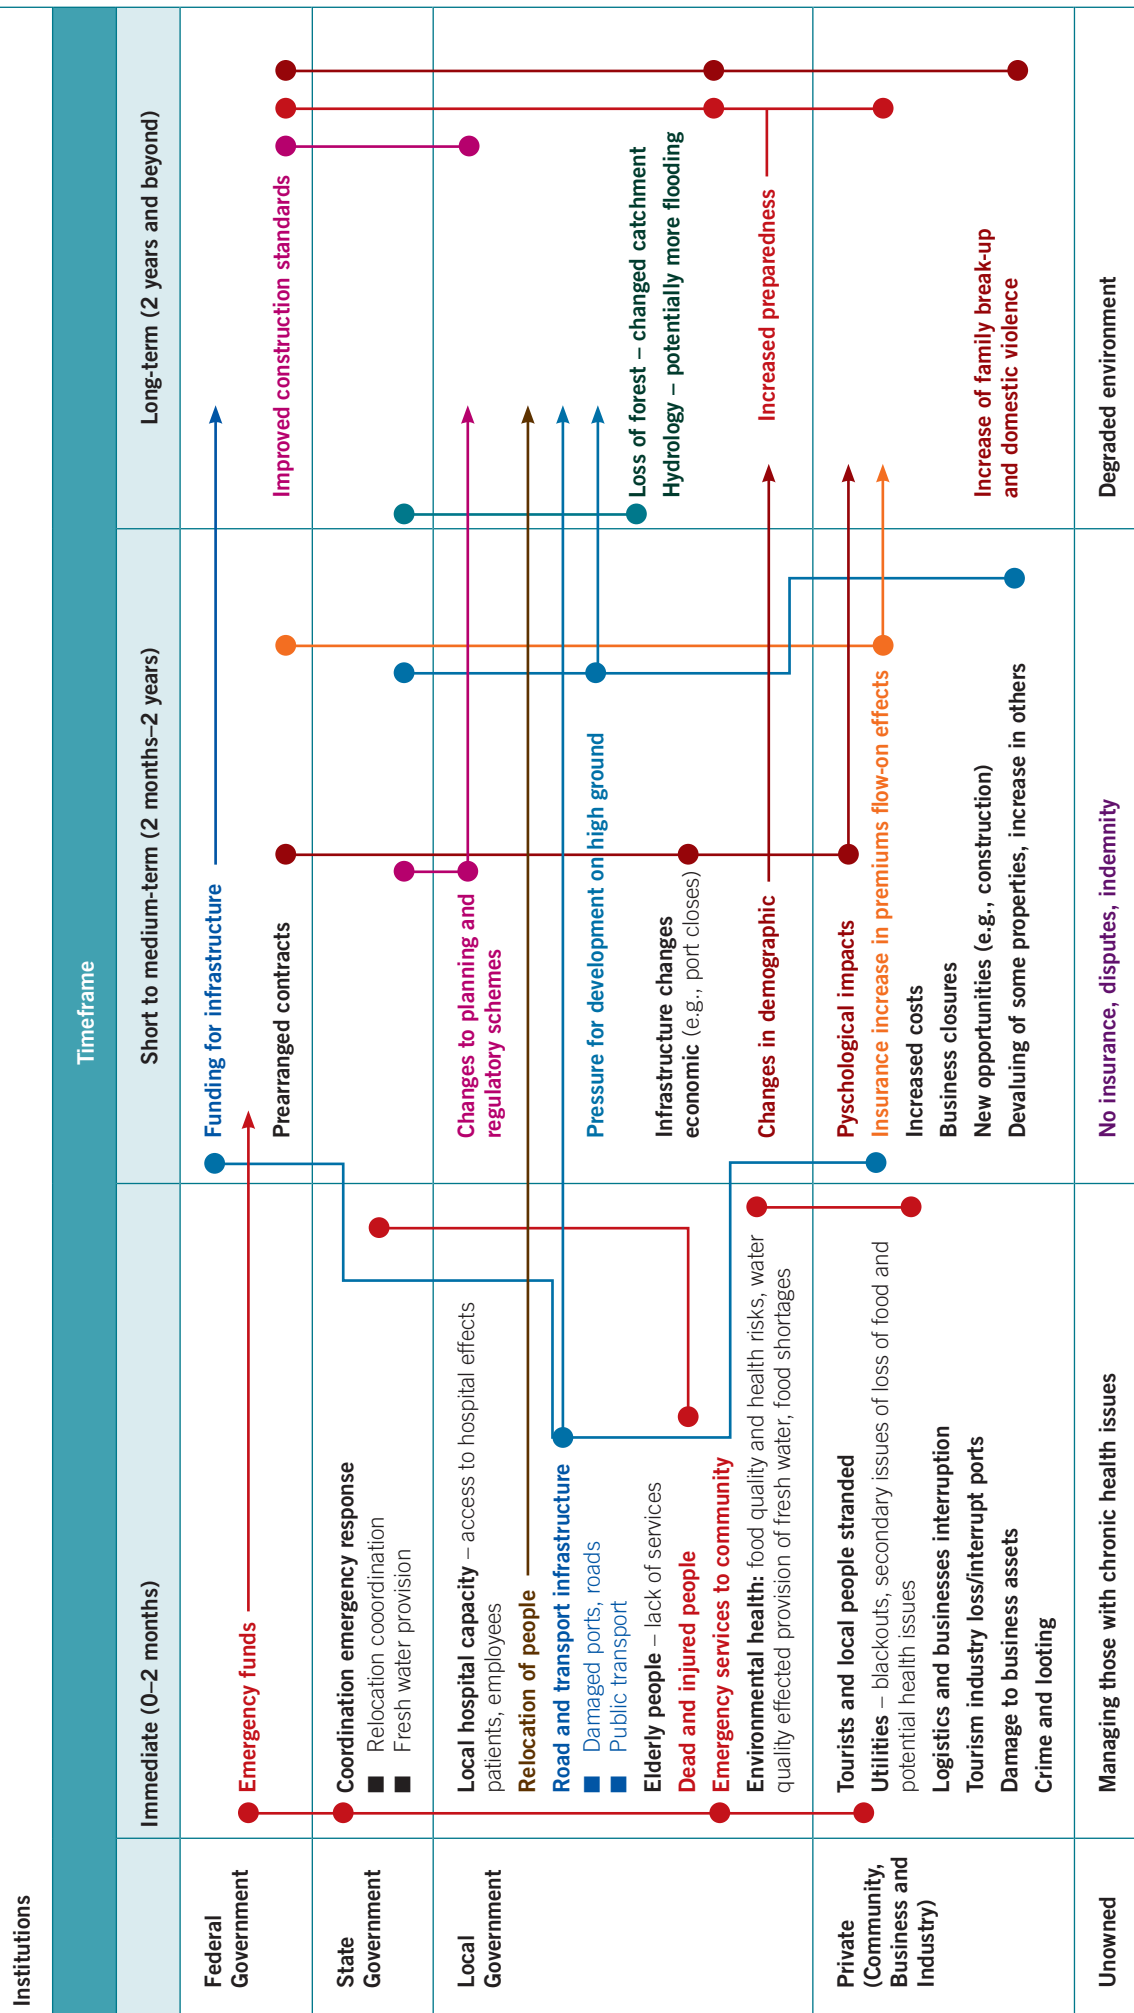 Institutions
Timeframe
Immediate (0–2 months)
Short to medium-term (2 months–2 years)
Long-term (2 years and beyond)
Federal
Government
Emergency funds
Funding for infrastructure
Prearranged contracts
Improved construction standards
State
Government
Coordination emergency response
■ Relocation cooordination
■ Fresh water provision
Local
Government
Local hospital capacity – access to hospital effects
patients, employees
Relocation of people
Road and transport infrastructure
■ Damaged ports, roads
■ Public transport
Elderly people – lack of services
Dead and injured people
Emergency services to community
Environmental health: food quality and health risks, water
quality effected provision of fresh water, food shortages
Changes to planning and
regulatory schemes
Pressure for development on high ground
Infrastructure changes
economic (e.g., port closes)
Changes in demographic
Loss of forest – changed catchment
Hydrology – potentially more flooding
Increased preparedness
Private
(Community,
Business and
Industry)
Tourists and local people stranded
Utilities – blackouts, secondary issues of loss of food and
potential health issues
Logistics and businesses interruption
Tourism industry loss/interrupt ports
Damage to business assets
Crime and looting
Pyschological impacts
Insurance increase in premiums flow-on effects
Increased costs
Business closures
New opportunities (e.g., construction)
Devaluing of some properties, increase in others
Increase of family break-up
and domestic violence
Unowned
Managing those with chronic health issues
No insurance, disputes, indemnity
Degraded environment